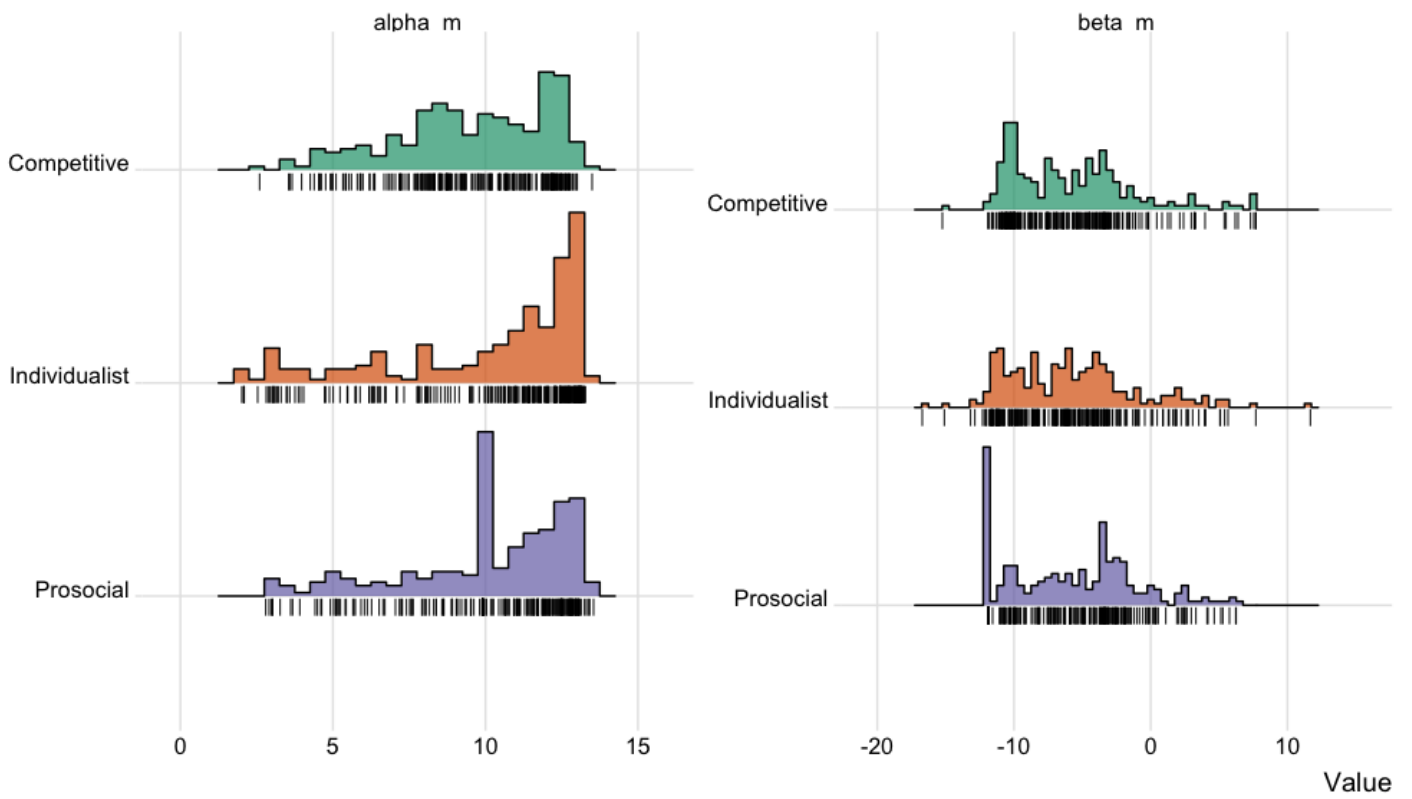 alpha m
Competitive
Individualist
Prosocial
0 5 10 15
beta m
Competitive
Individualist
Prosocial
-20 -10 0 10
Value